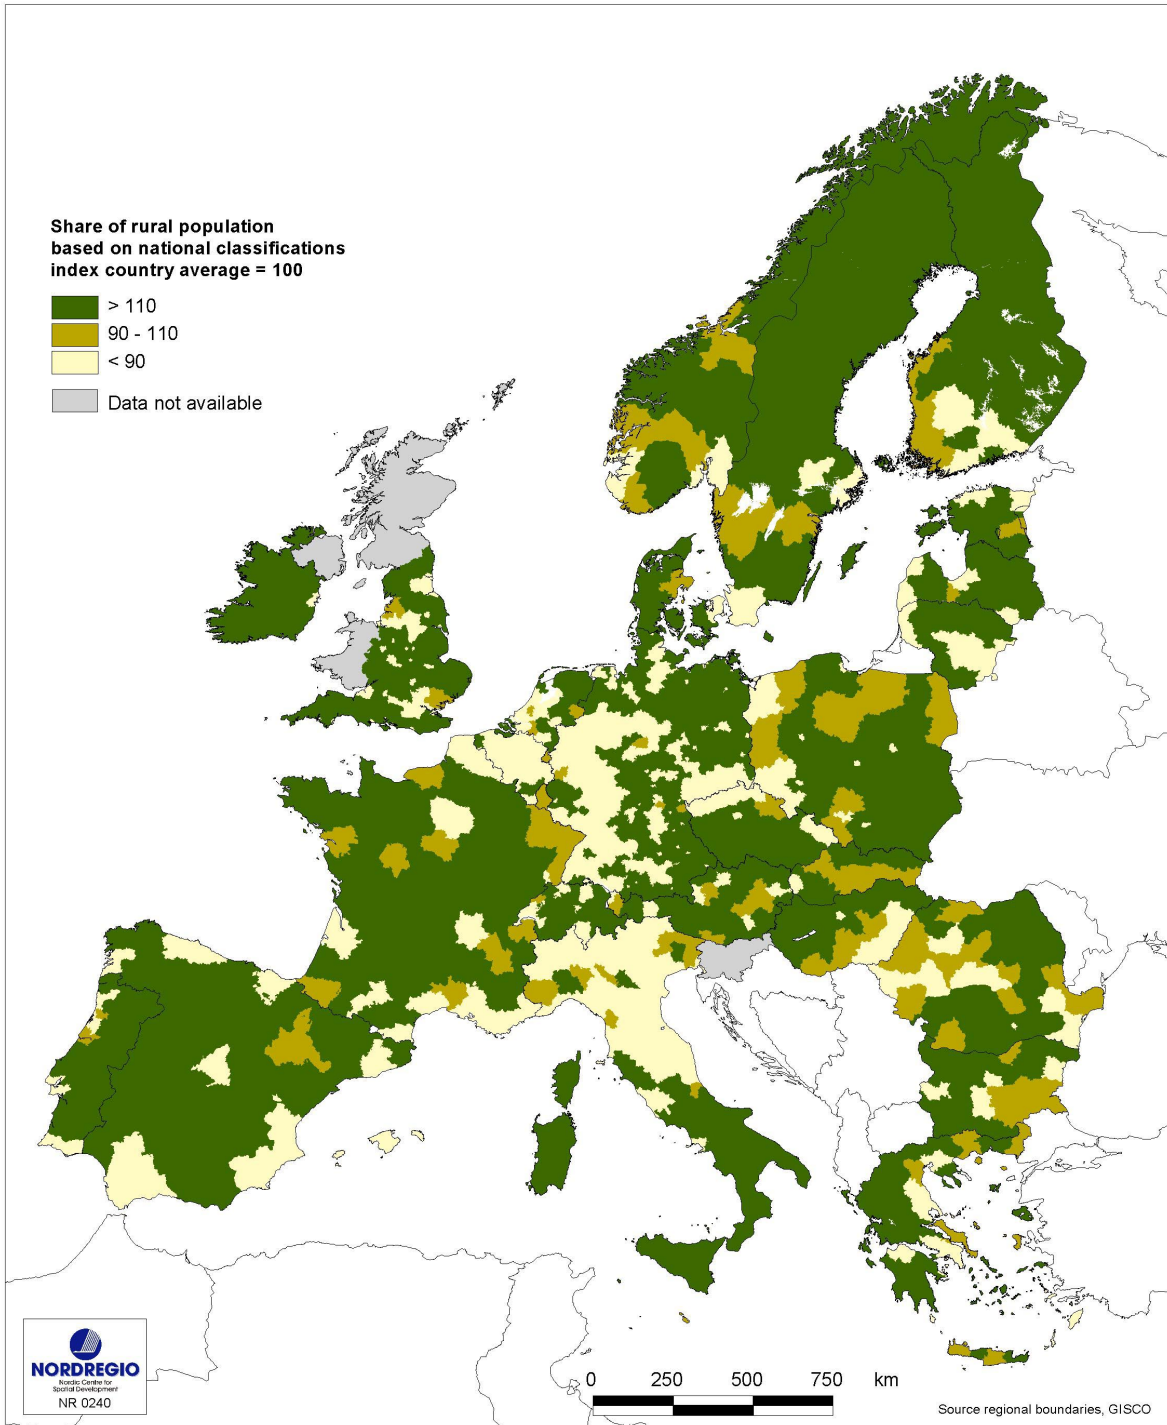 Share of rural population
based on national classifications
index country average = 100
> 110
90 - 110
< 90
Data not available
NORDREGIO
Nordic Centre for
Spatial Development
NR 0240
0 250 500 750 km
Source regional boundaries, GISCO